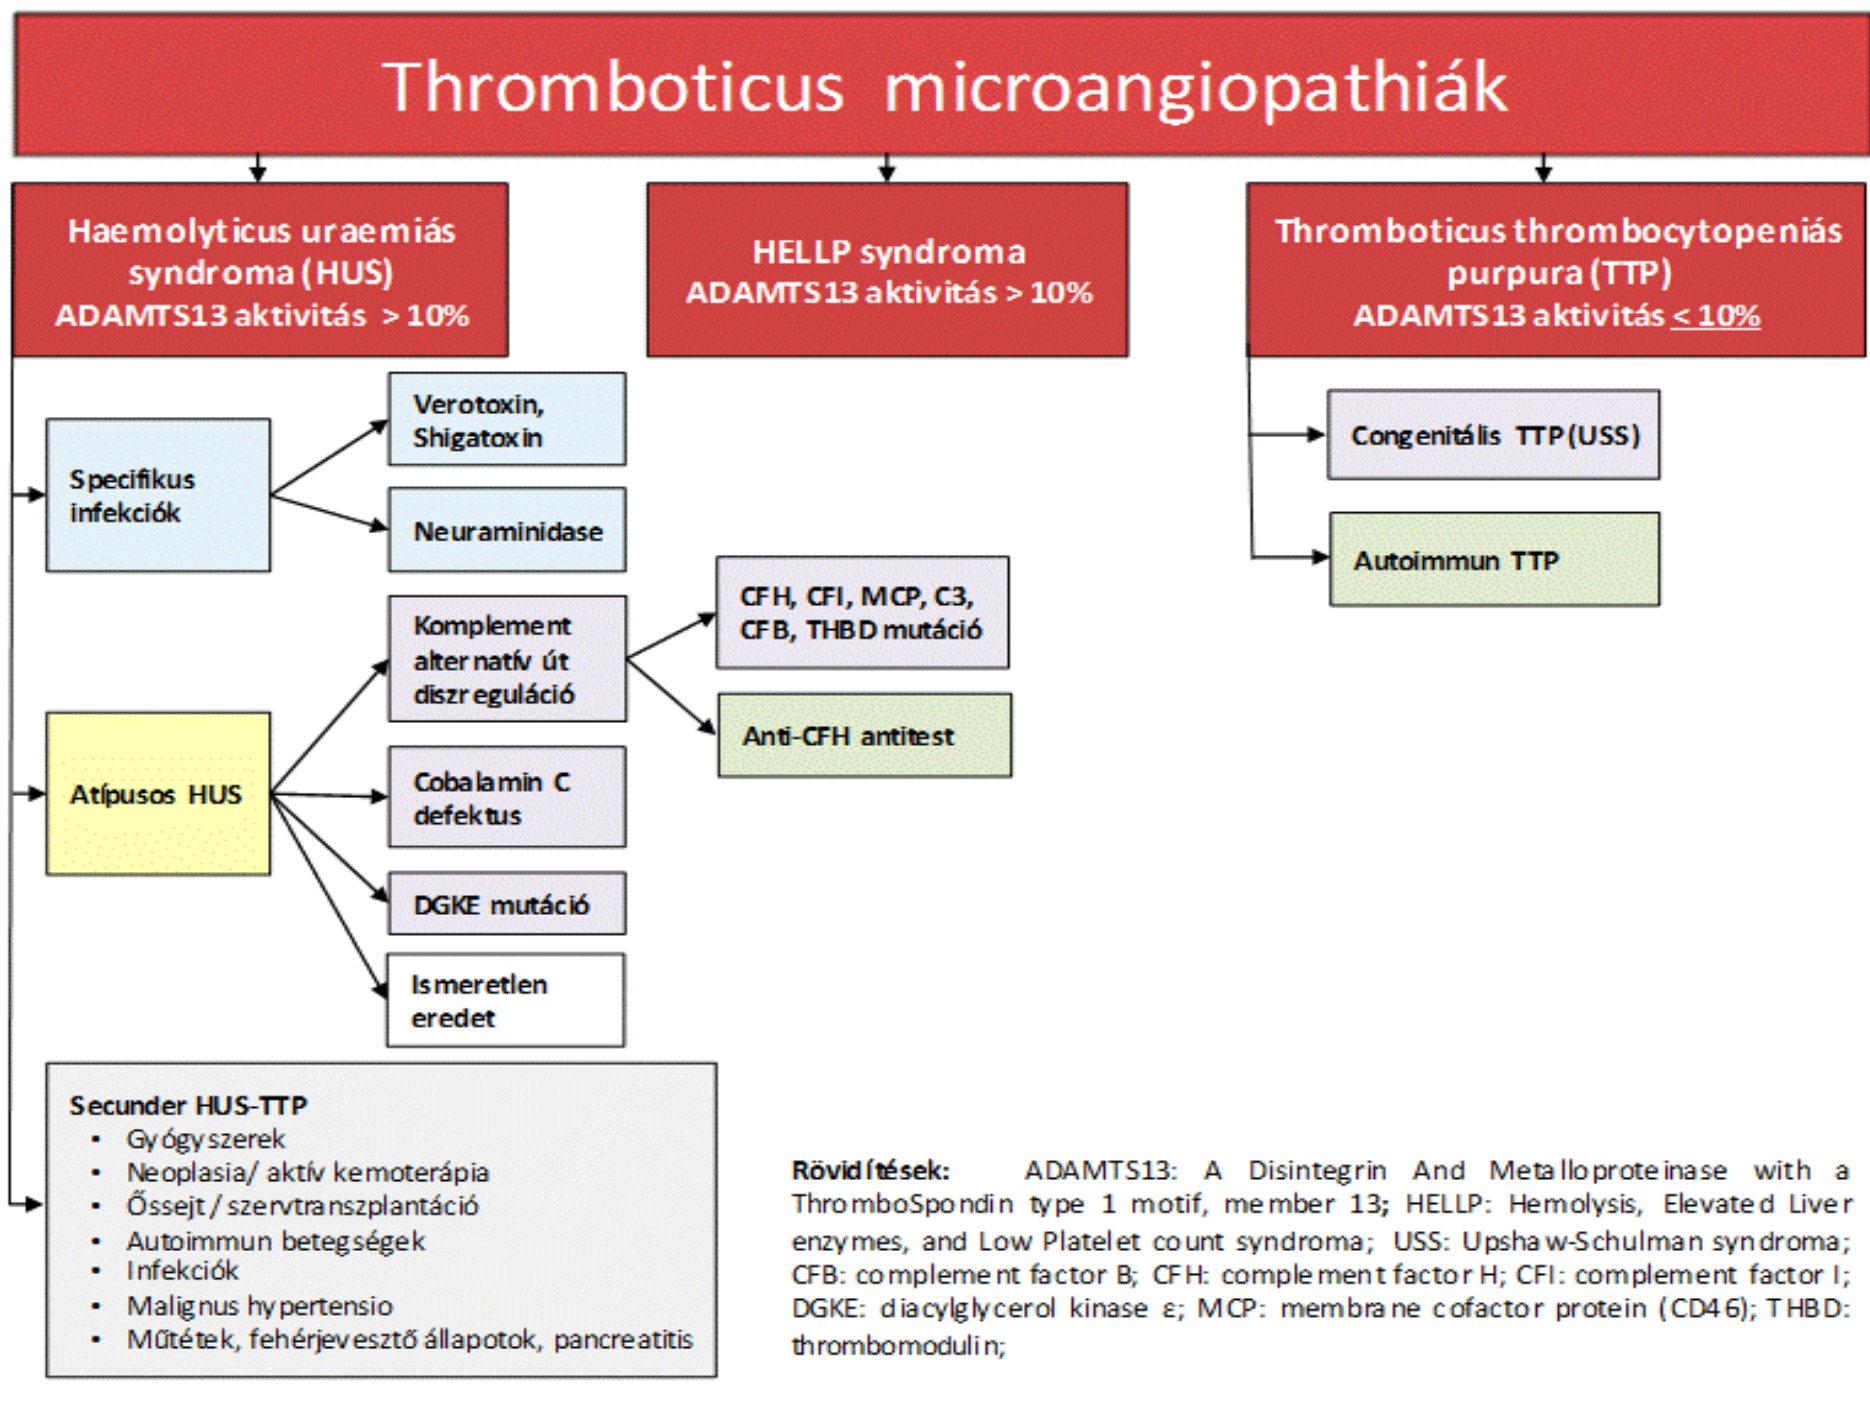 Thromboticus microangiopathiák
Haemolyticus uraemiás
syndroma (HUS)
ADAMTS13 aktivitás > 10%
HELLP syndroma
ADAMTS13 aktivitás > 10%
Thromboticus thrombocytopeniás
purpura (TTP)
ADAMTS13 aktivitás < 10%
Specifikus
infekciók
Verotoxin,
Shigatoxin
Neuraminidase
Congenitális TTP (USS)
Autoimmun TTP
Atípusos HUS
Komplement
alternatív út
diszreguláció
CFH, CFI, MCP, C3,
CFB, THBD mutáció
Anti-CFH antitest
Cobalamin C
defektus
DGKE mutáció
Ismeretlen
eredet
Secunder HUS-TTP
• Gyógyszerek
• Neoplasia/ aktív kemoterápia
• Őssejt / szervtranszplantáció
• Autoimmun betegségek
• Infekciók
• Malignus hypertensio
• Műtétek, fehérjevesztő állapotok, pancreatitis
Rövidítések: ADAMTS13: A Disintegrin And Metalloproteinase with a
ThromboSpondin type 1 motif, member 13; HELLP: Hemolysis, Elevated Liver
enzymes, and Low Platelet count syndroma; USS: Upshaw-Schulman syndroma;
CFB: complement factor B; CFH: complement factor H; CFI: complement factor I;
DGKE: diacylglycerol kinase ε; MCP: membrane cofactor protein (CD46); THBD:
thrombomodulin;